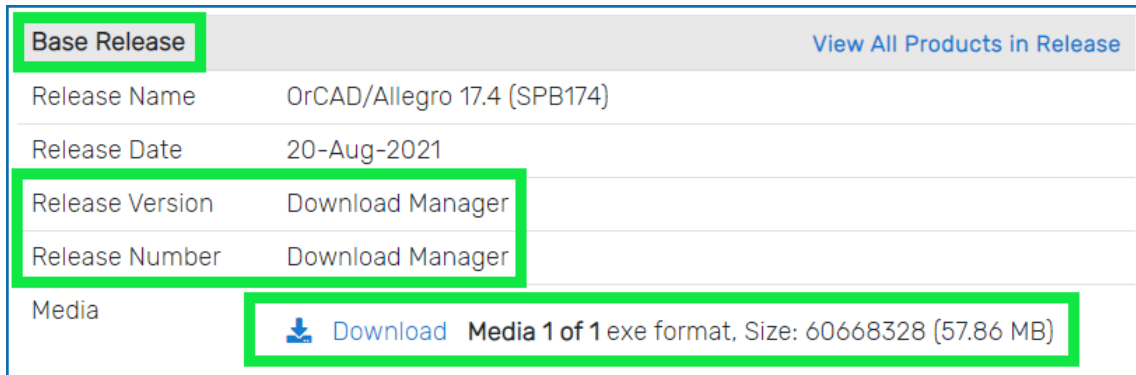 Base Release View All Products in Release
Release Name OrCAD/Allegro 17.4 (SPB174)
Release Date 20-Aug-2021
Release Version Download Manager
Release Number Download Manager
Media Download Media 1 of 1 exe format, Size: 60668328 (57.86 MB)